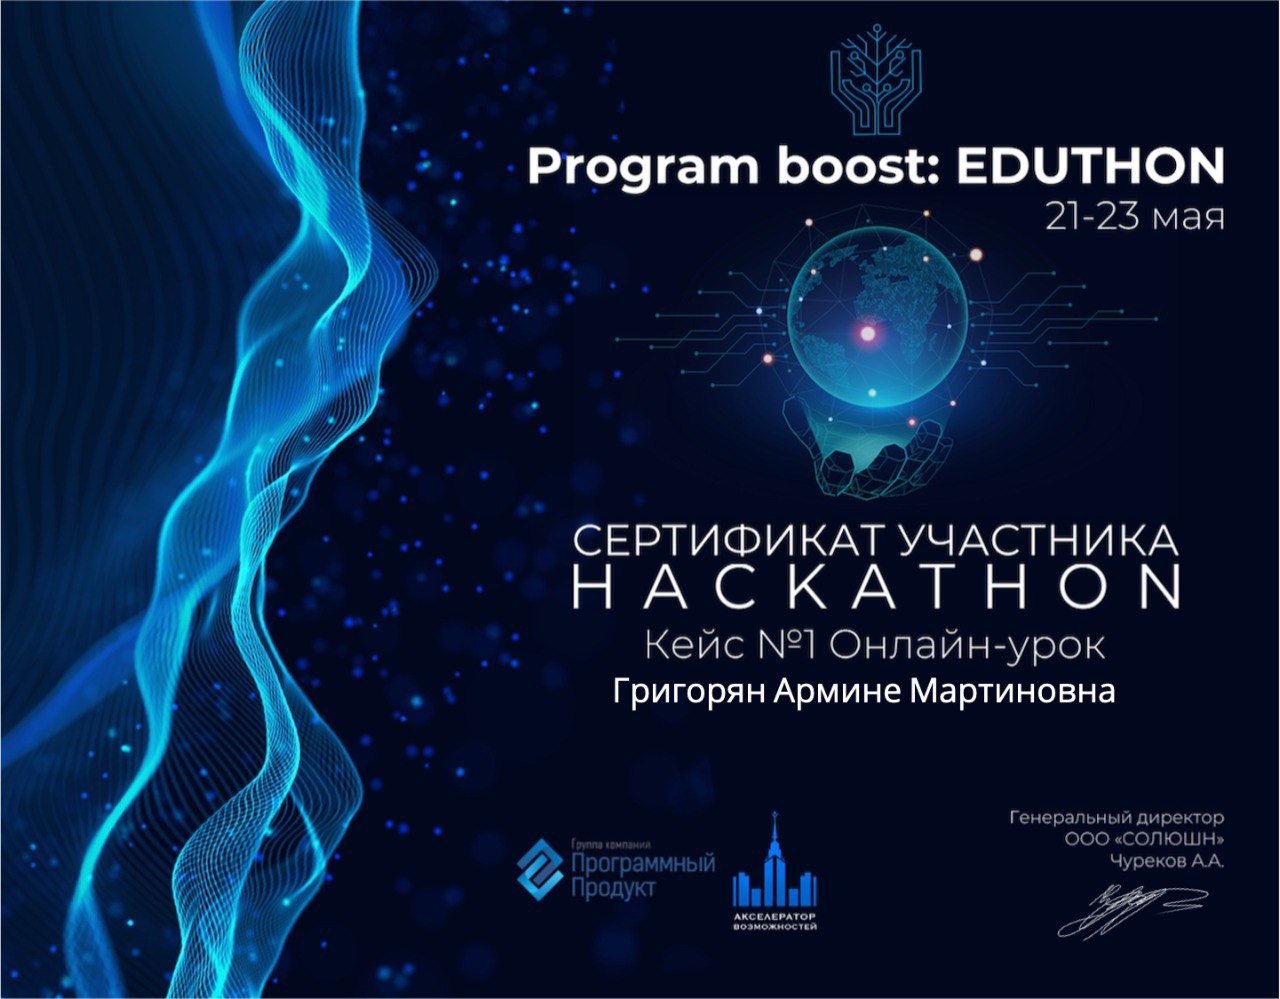 Program boost: EDUTHON
21-23 мая
СЕРТИФИКАТ УЧАСТНИКА
HACKATHON
Кейс №1 Онлайн-урок
Григорян Армине Мартиновна
Группа компаний
Программный
Продукт
АКСЕЛЕРАТОР
ВОЗМОЖНОСТЕЙ
Генеральный директор
ООО «СОЛЮШН»
Чуреков А.А.